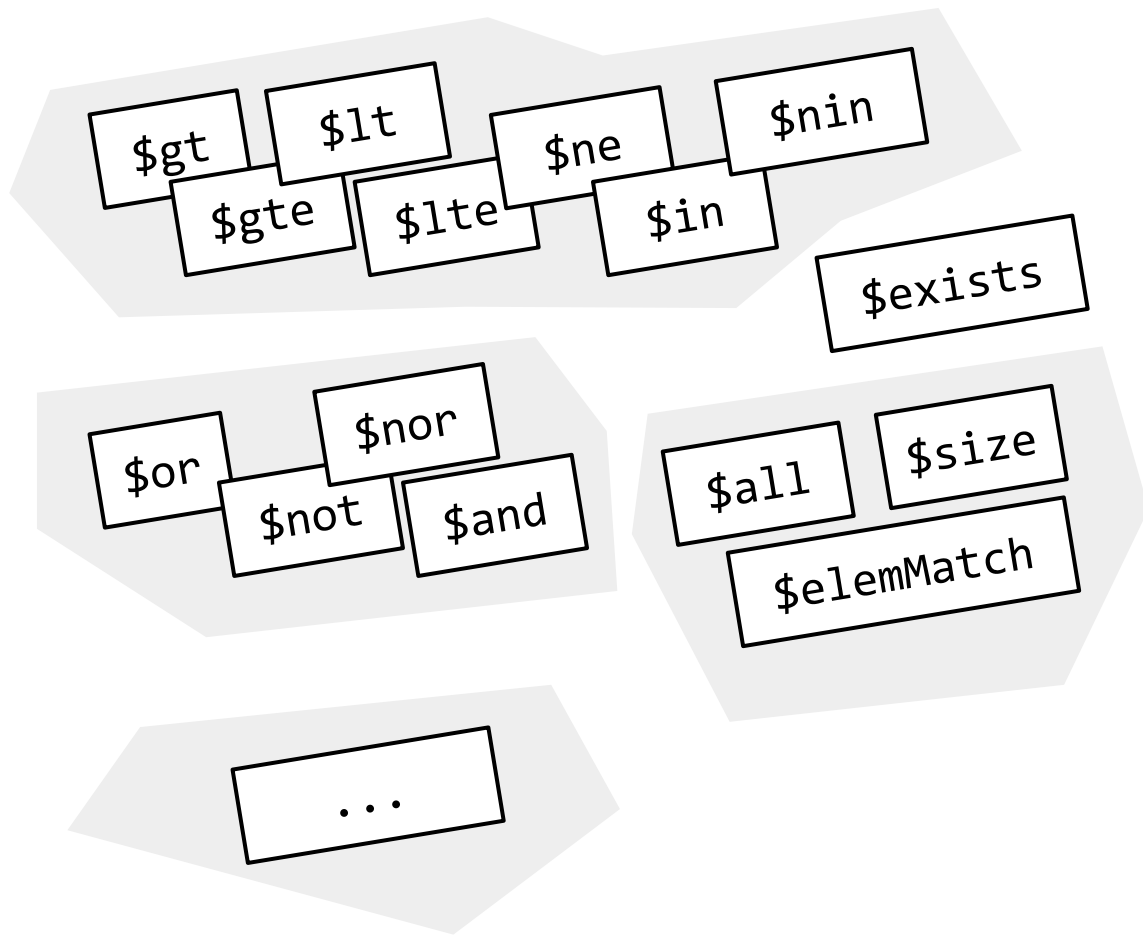 $gt
$lt
$gte
$lte
$ne
$in
$nin
$exists
$or
$nor
$not
$and
$all
$size
$elemMatch
...